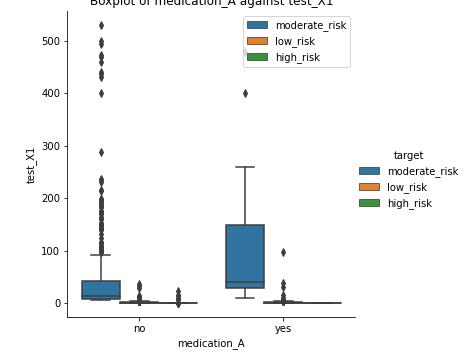 Boxplot of medication_A against test_X1
moderate_risk
low_risk
high_risk
500
400
300
200
100
0
test_X1
no
yes
medication_A
target
moderate_risk
low_risk
high_risk